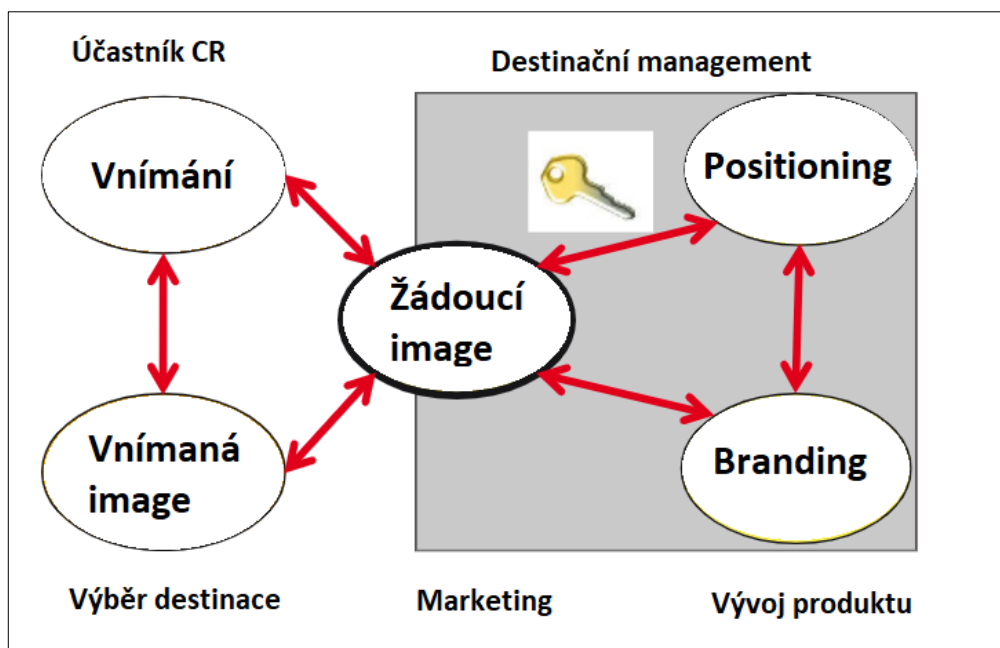 Účastník CR
Destinační management
Vnímání
Positioning
Žádoucí
image
Vnímaná
image
Branding
Výběr destinace
Marketing
Vývoj produktu